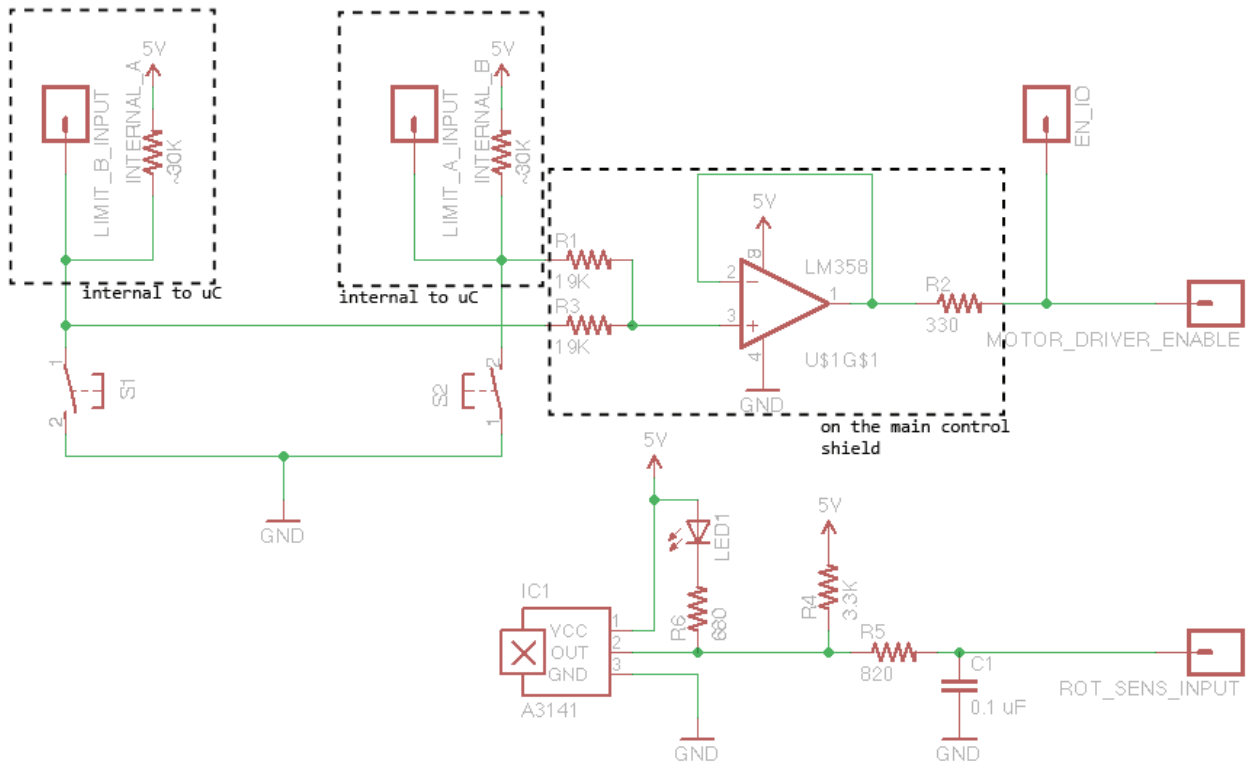 5V
INTERNAL_A
LIMIT_B_INPUT
~30K
internal to uC
5V
INTERNAL_B
LIMIT_A_INPUT
~30K
internal to uC
EN_IO
R1
19K
R3
19K
5V
8
LM358
2
1
3
4
U$1G$1
GND
R2
330
MOTOR_DRIVER_ENABLE
on the main control
shield
1
2
S1
2
1
S2
GND
5V
LED1
R6
680
IC1
VCC
OUT
GND
1
2
3
A3141
GND
5V
R4
3.3K
R5
820
C1
0.1 uF
GND
ROT_SENS_INPUT